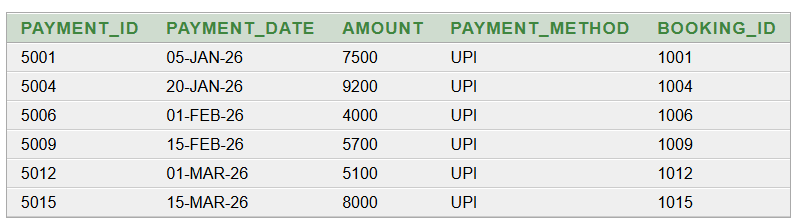 PAYMENT_ID PAYMENT_DATE AMOUNT PAYMENT_METHOD BOOKING_ID
5001 05-JAN-26 7500 UPI 1001
5004 20-JAN-26 9200 UPI 1004
5006 01-FEB-26 4000 UPI 1006
5009 15-FEB-26 5700 UPI 1009
5012 01-MAR-26 5100 UPI 1012
5015 15-MAR-26 8000 UPI 1015